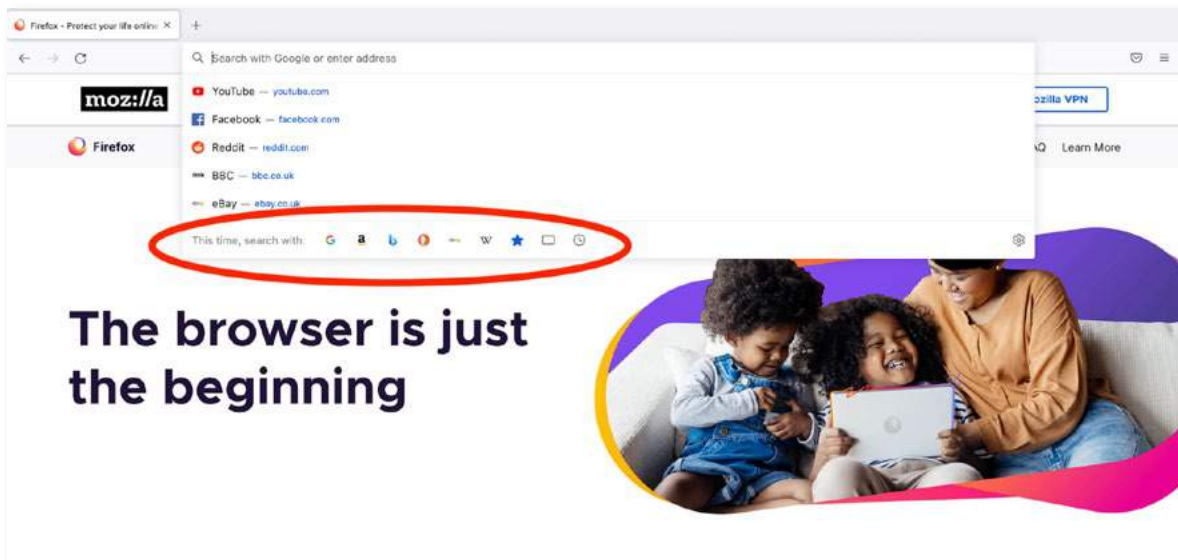 Firefox - Protect your life online
Search with Google or enter address
moz://a
YouTube — youtube.com
ozilla VPN
Facebook — facebook.com
Firefox
Reddit — reddit.com
AQ Learn More
BBC — bbc.co.uk
eBay — ebay.co.uk
This time, search with: G a b W
The browser is just
the beginning